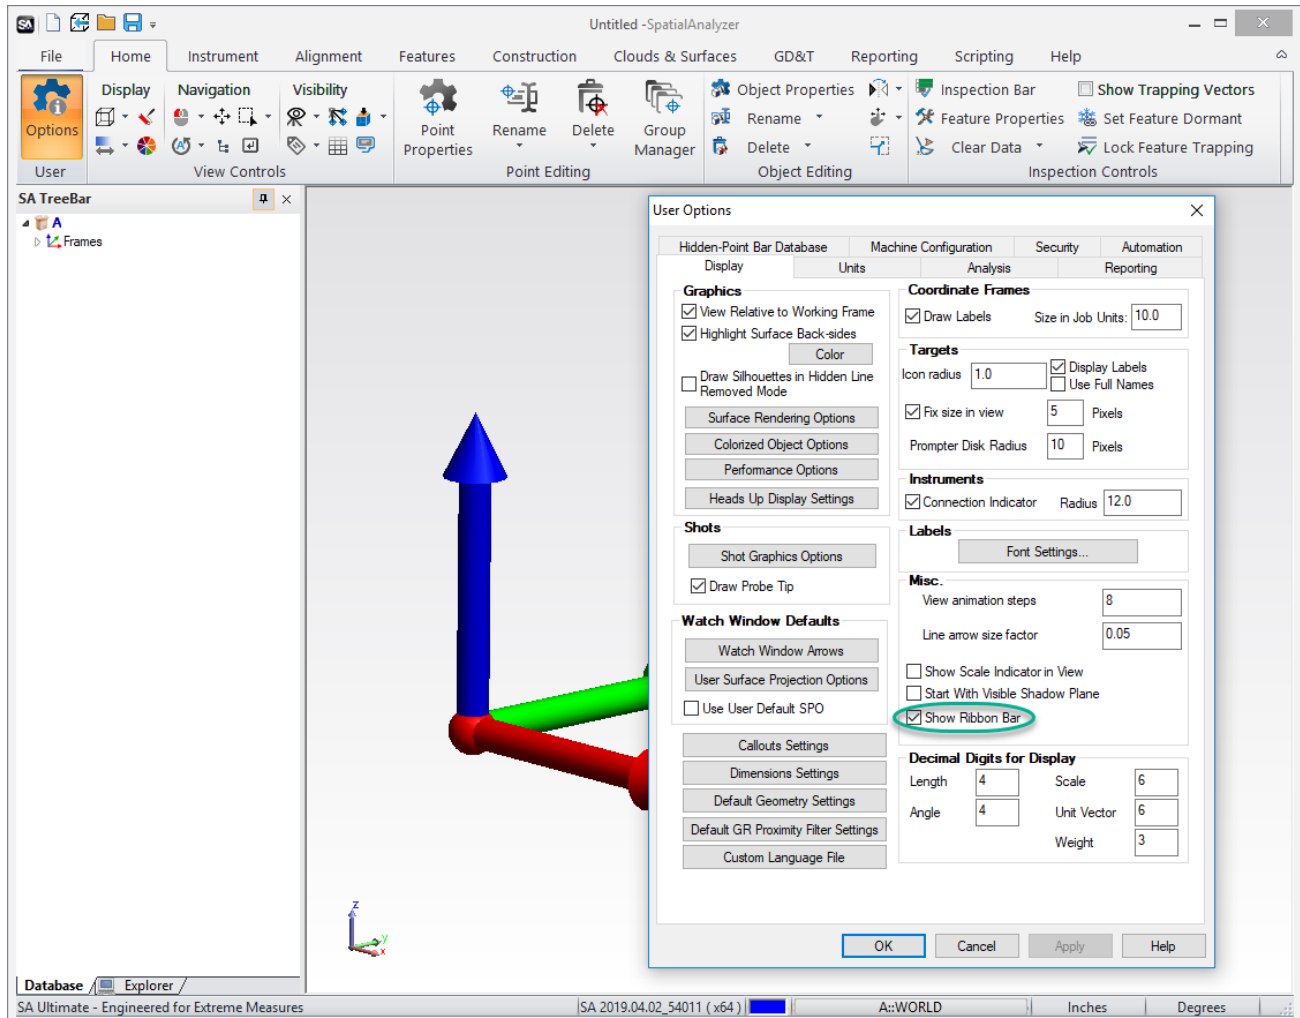 SA
Untitled -SpatialAnalyzer
File Home Instrument Alignment Features Construction Clouds & Surfaces GD&T Reporting Scripting Help
Display Navigation Visibility Object Properties Inspection Bar Show Trapping Vectors
Options Point Properties Rename Delete Group Manager Rename Feature Properties Set Feature Dormant
Delete Clear Data Lock Feature Trapping
User View Controls Point Editing Object Editing Inspection Controls
SA TreeBar
A
Frames
User Options
Hidden-Point Bar Database Machine Configuration Security Automation
Display Units Analysis Reporting
Graphics
View Relative to Working Frame
Highlight Surface Back-sides
Color
Draw Silhouettes in Hidden Line
Removed Mode
Surface Rendering Options
Colorized Object Options
Performance Options
Heads Up Display Settings
Shots
Shot Graphics Options
Draw Probe Tip
Watch Window Defaults
Watch Window Arrows
User Surface Projection Options
Use User Default SPO
Callouts Settings
Dimensions Settings
Default Geometry Settings
Default GR Proximity Filter Settings
Custom Language File
Coordinate Frames
Draw Labels Size in Job Units: 10.0
Targets
Icon radius 1.0 Display Labels
Use Full Names
Fix size in view 5 Pixels
Prompter Disk Radius 10 Pixels
Instruments
Connection Indicator Radius 12.0
Labels
Font Settings...
Misc.
View animation steps 8
Line arrow size factor 0.05
Show Scale Indicator in View
Start With Visible Shadow Plane
Show Ribbon Bar
Decimal Digits for Display
Length 4 Scale 6
Angle 4 Unit Vector 6
Weight 3
OK Cancel Apply Help
z
y
x
Database Explorer
SA Ultimate - Engineered for Extreme Measures SA 2019.04.02_54011 ( x64 ) A::WORLD Inches Degrees